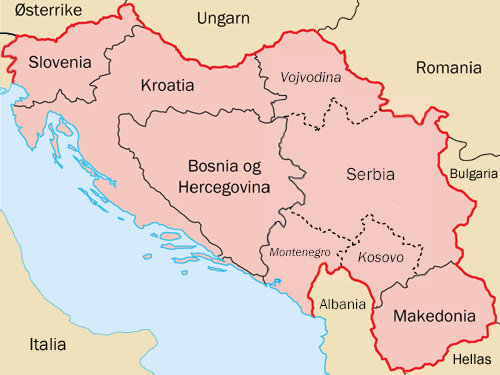 Østerrike
Ungarn
Slovenia
Kroatia
Vojvodina
Romania
Bosnia og
Hercegovina
Serbia
Bulgaria
Montenegro
Kosovo
Albania
Makedonia
Italia
Hellas